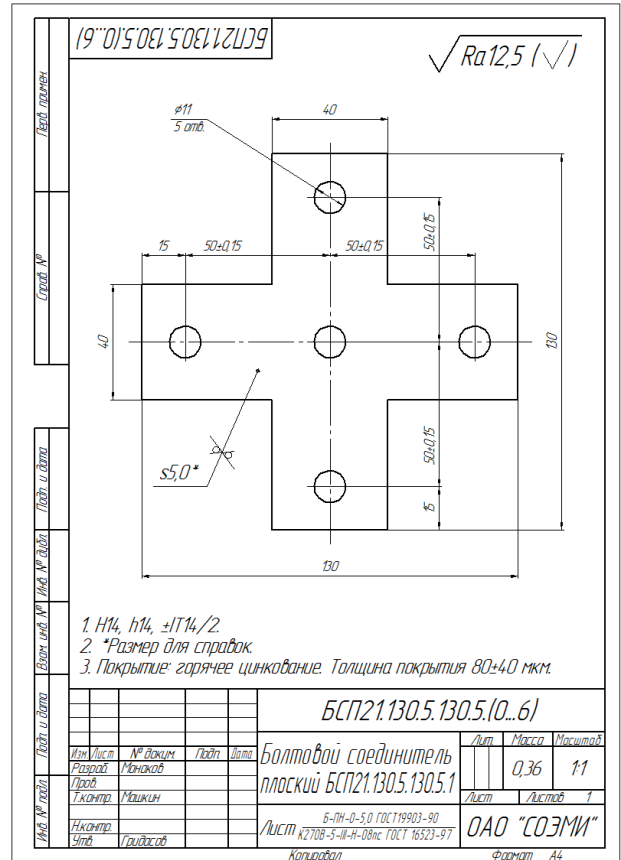 БСП21.130.5.130.5.(0...6)
Ra12,5 (√)
Перв. примен.
Справ. №
Подп. и дата
Инв. № дубл.
Взам. инв. №
Подп. и дата
Инв. № подл.
⌀11
5 отв.
40
15
50±0,15
50±0,15
50±0,15
40
130
50±0,15
15
s5,0*
130
1. H14, h14, ±IT14/2.
2. *Размер для справок.
3. Покрытие: горячее цинкование. Толщина покрытия 80±40 мкм.
БСП21.130.5.130.5.(0...6)
Изм. Лист № докум. Подп. Дата
Разраб. Монаков
Пров.
Т.контр. Машкин
Н.контр.
Утв. Гридасов
Болтовой соединитель
плоский БСП21.130.5.130.5.1
Лит. Масса Масштаб
0,36 1:1
Лист Листов 1
Лист Б-ПН-О-5,0 ГОСТ19903-90
К270В-5-III-Н-08пс ГОСТ 16523-97
ОАО "СОЭМИ"
Копировал Формат А4